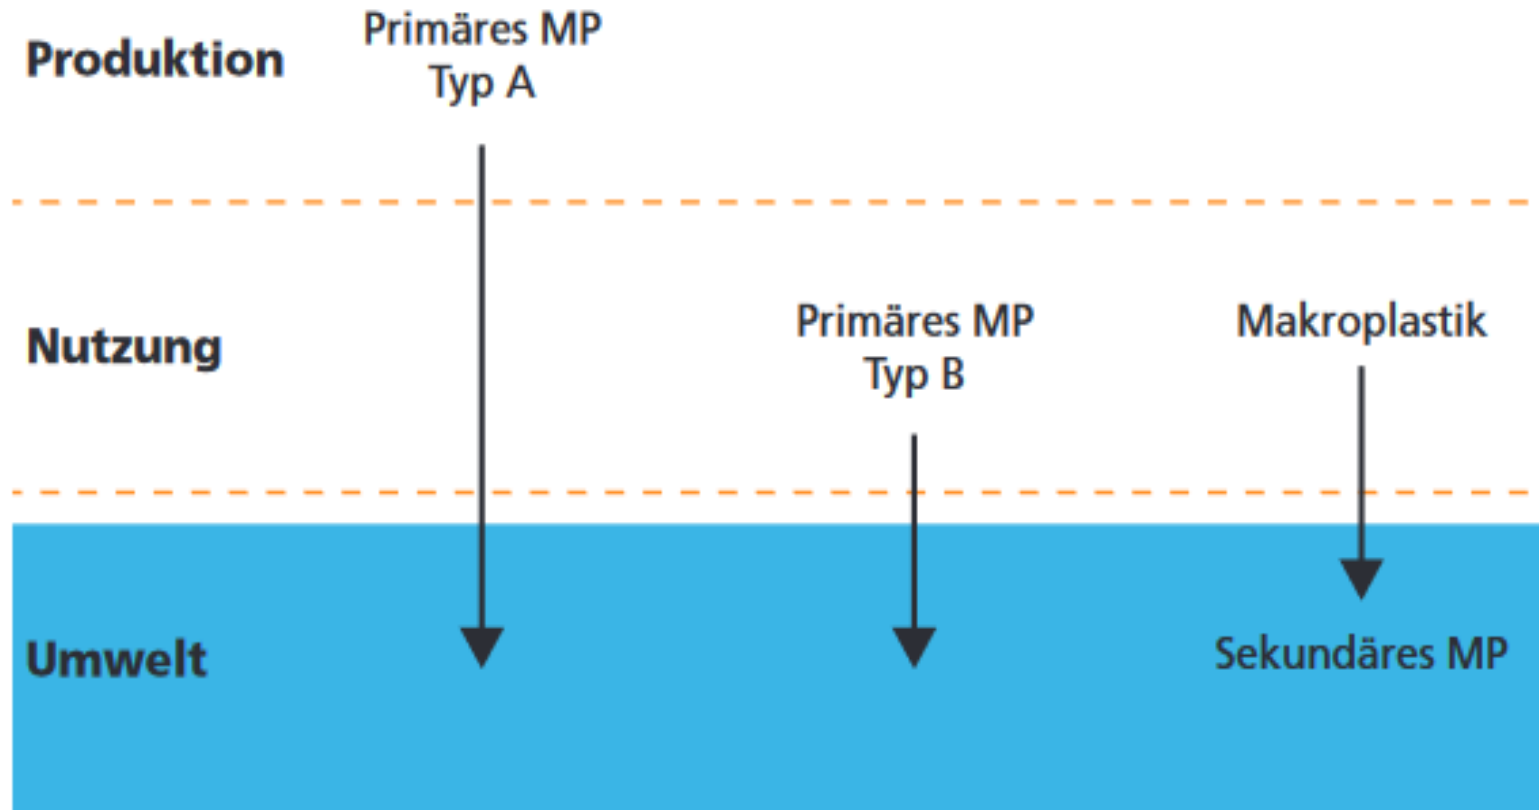 Produktion
Primäres MP
Typ A
Nutzung
Primäres MP
Typ B
Makroplastik
Umwelt
Sekundäres MP